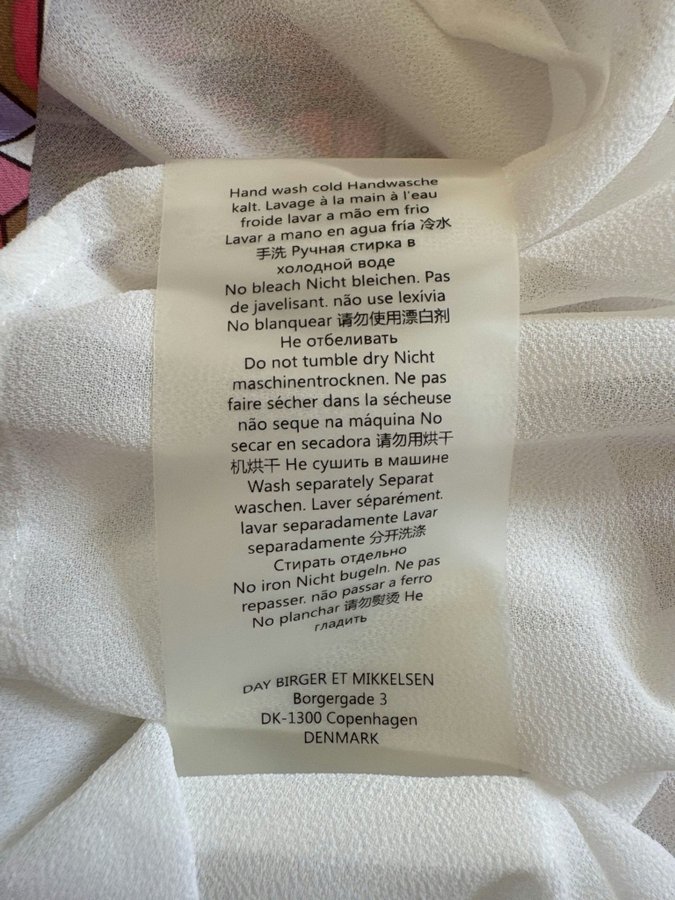 Hand wash cold Handwasche
kalt. Lavage à la main à l'eau
froide lavar a mão em frio
Lavar a mano en agua fría 冷水
手洗 Ручная стирка в
холодной воде
No bleach Nicht bleichen. Pas
de javelisant. não use lexívia
No blanquear 请勿使用漂白剂
Не отбеливать
Do not tumble dry Nicht
maschinentrocknen. Ne pas
faire sécher dans la sécheuse
não seque na máquina No
secar en secadora 请勿用烘干
机烘干 Не сушить в машине
Wash separately Separat
waschen. Laver séparément.
lavar separadamente Lavar
separadamente 分开洗涤
Стирать отдельно
No iron Nicht bugeln. Ne pas
repasser. não passar a ferro
No planchar 请勿熨烫 Не
гладить
DAY BIRGER ET MIKKELSEN
Borgergade 3
DK-1300 Copenhagen
DENMARK